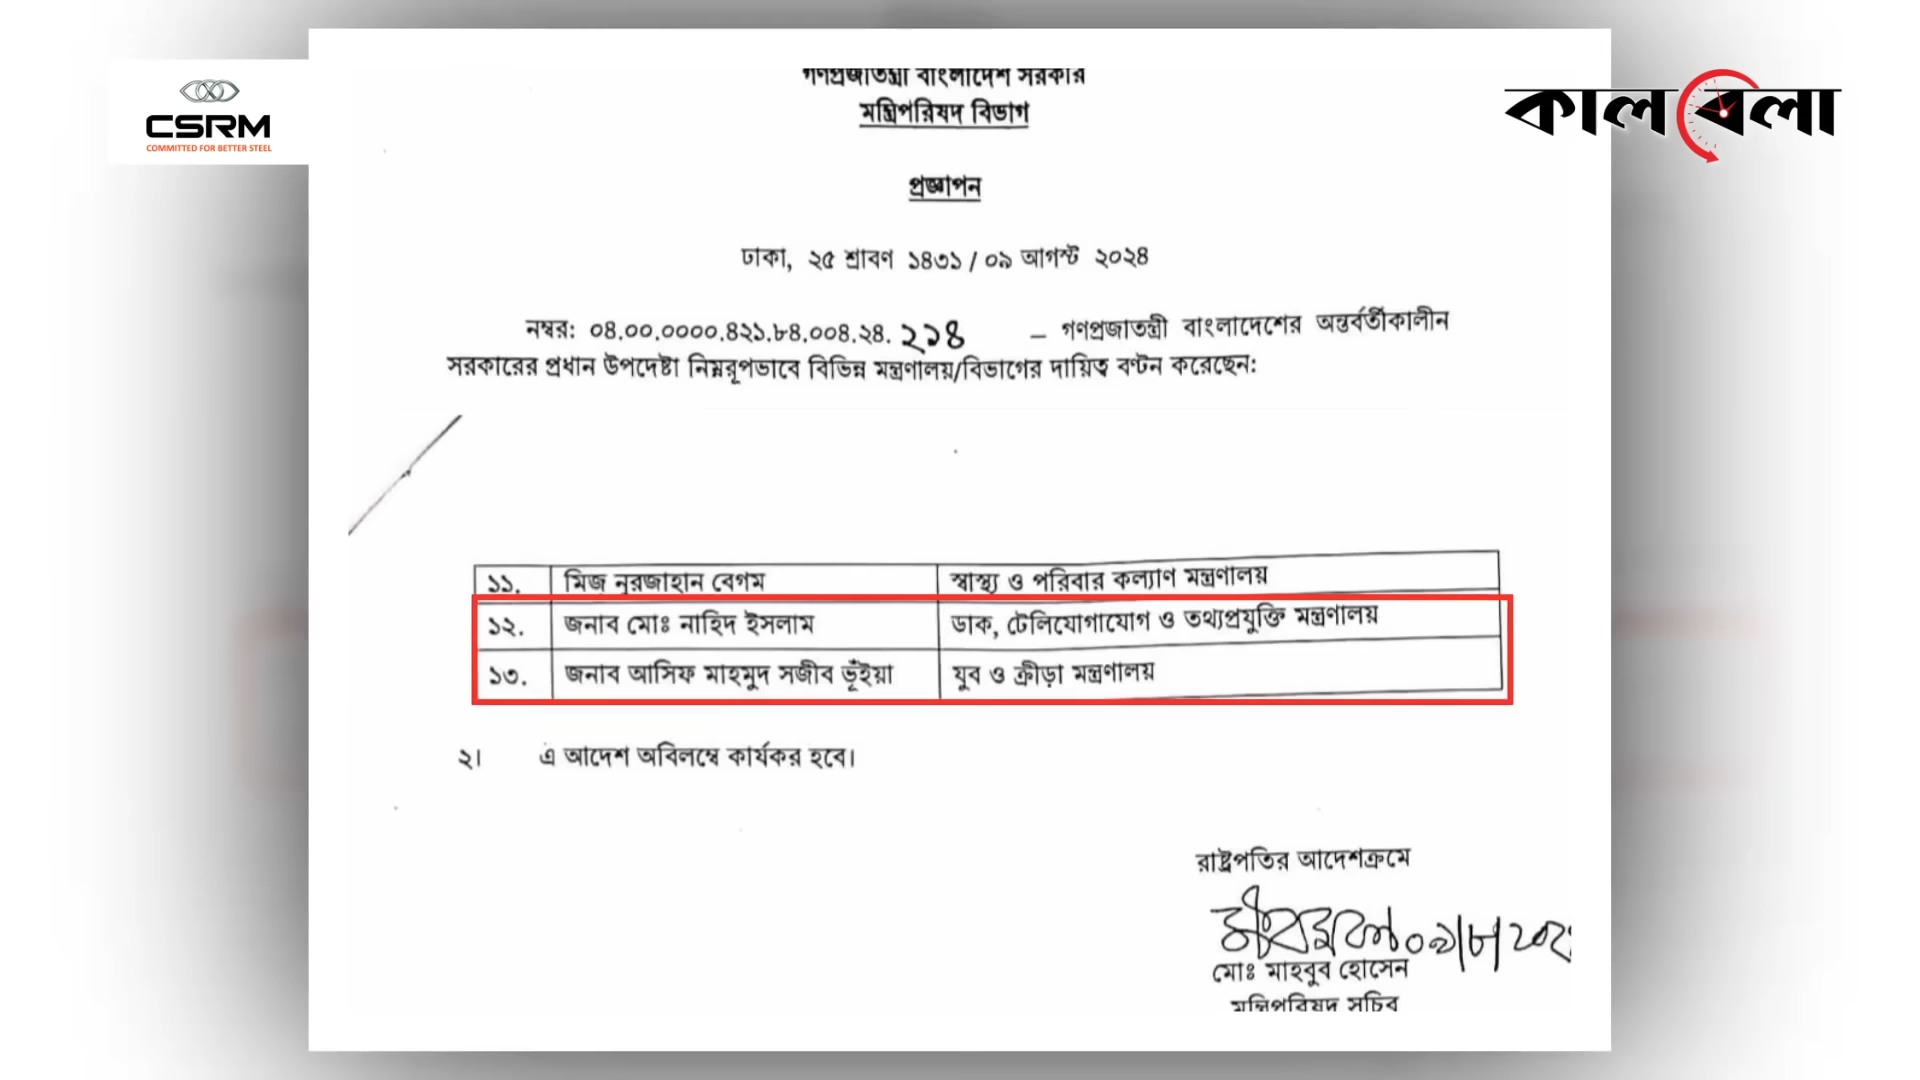 CSRM
COMMITTED FOR BETTER STEEL
কালবেলা
গণপ্রজাতন্ত্রী বাংলাদেশ সরকার
মন্ত্রিপরিষদ বিভাগ
প্রজ্ঞাপন
ঢাকা, ২৫ শ্রাবণ ১৪৩১ / ০৯ আগস্ট ২০২৪
নম্বর: ০৪.০০.০০০০.৪২১.৮৪.০০৪.২৪. ২১৪ – গণপ্রজাতন্ত্রী বাংলাদেশের অন্তর্বর্তীকালীন
সরকারের প্রধান উপদেষ্টা নিম্নরূপভাবে বিভিন্ন মন্ত্রণালয়/বিভাগের দায়িত্ব বণ্টন করেছেন:
১১. মিজ নূরজাহান বেগম স্বাস্থ্য ও পরিবার কল্যাণ মন্ত্রণালয়
১২. জনাব মোঃ নাহিদ ইসলাম ডাক, টেলিযোগাযোগ ও তথ্যপ্রযুক্তি মন্ত্রণালয়
১৩. জনাব আসিফ মাহমুদ সজীব ভূঁইয়া যুব ও ক্রীড়া মন্ত্রণালয়
২। এ আদেশ অবিলম্বে কার্যকর হবে।
রাষ্ট্রপতির আদেশক্রমে
০৯/৮/২০২
মোঃ মাহবুব হোসেন
মন্ত্রিপরিষদ সচিব